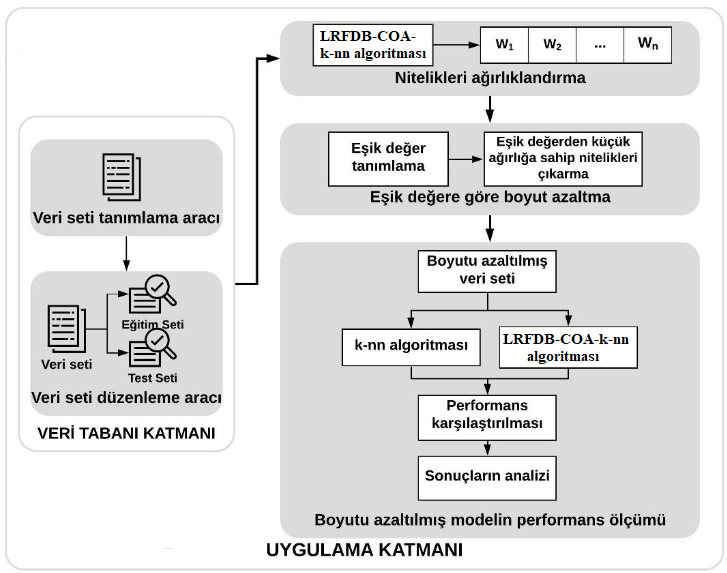 Veri seti tanımlama aracı
Veri seti
Eğitim Seti
Test Seti
Veri seti düzenleme aracı
VERİ TABANI KATMANI
LRFDB-COA-
k-nn algoritması
W1
W2
...
Wn
Nitelikleri ağırlıklandırma
Eşik değer
tanımlama
Eşik değerden küçük
ağırlığa sahip nitelikleri
çıkarma
Eşik değere göre boyut azaltma
Boyutu azaltılmış
veri seti
k-nn algoritması
LRFDB-COA-k-nn
algoritması
Performans
karşılaştırılması
Sonuçların analizi
Boyutu azaltılmış modelin performans ölçümü
UYGULAMA KATMANI